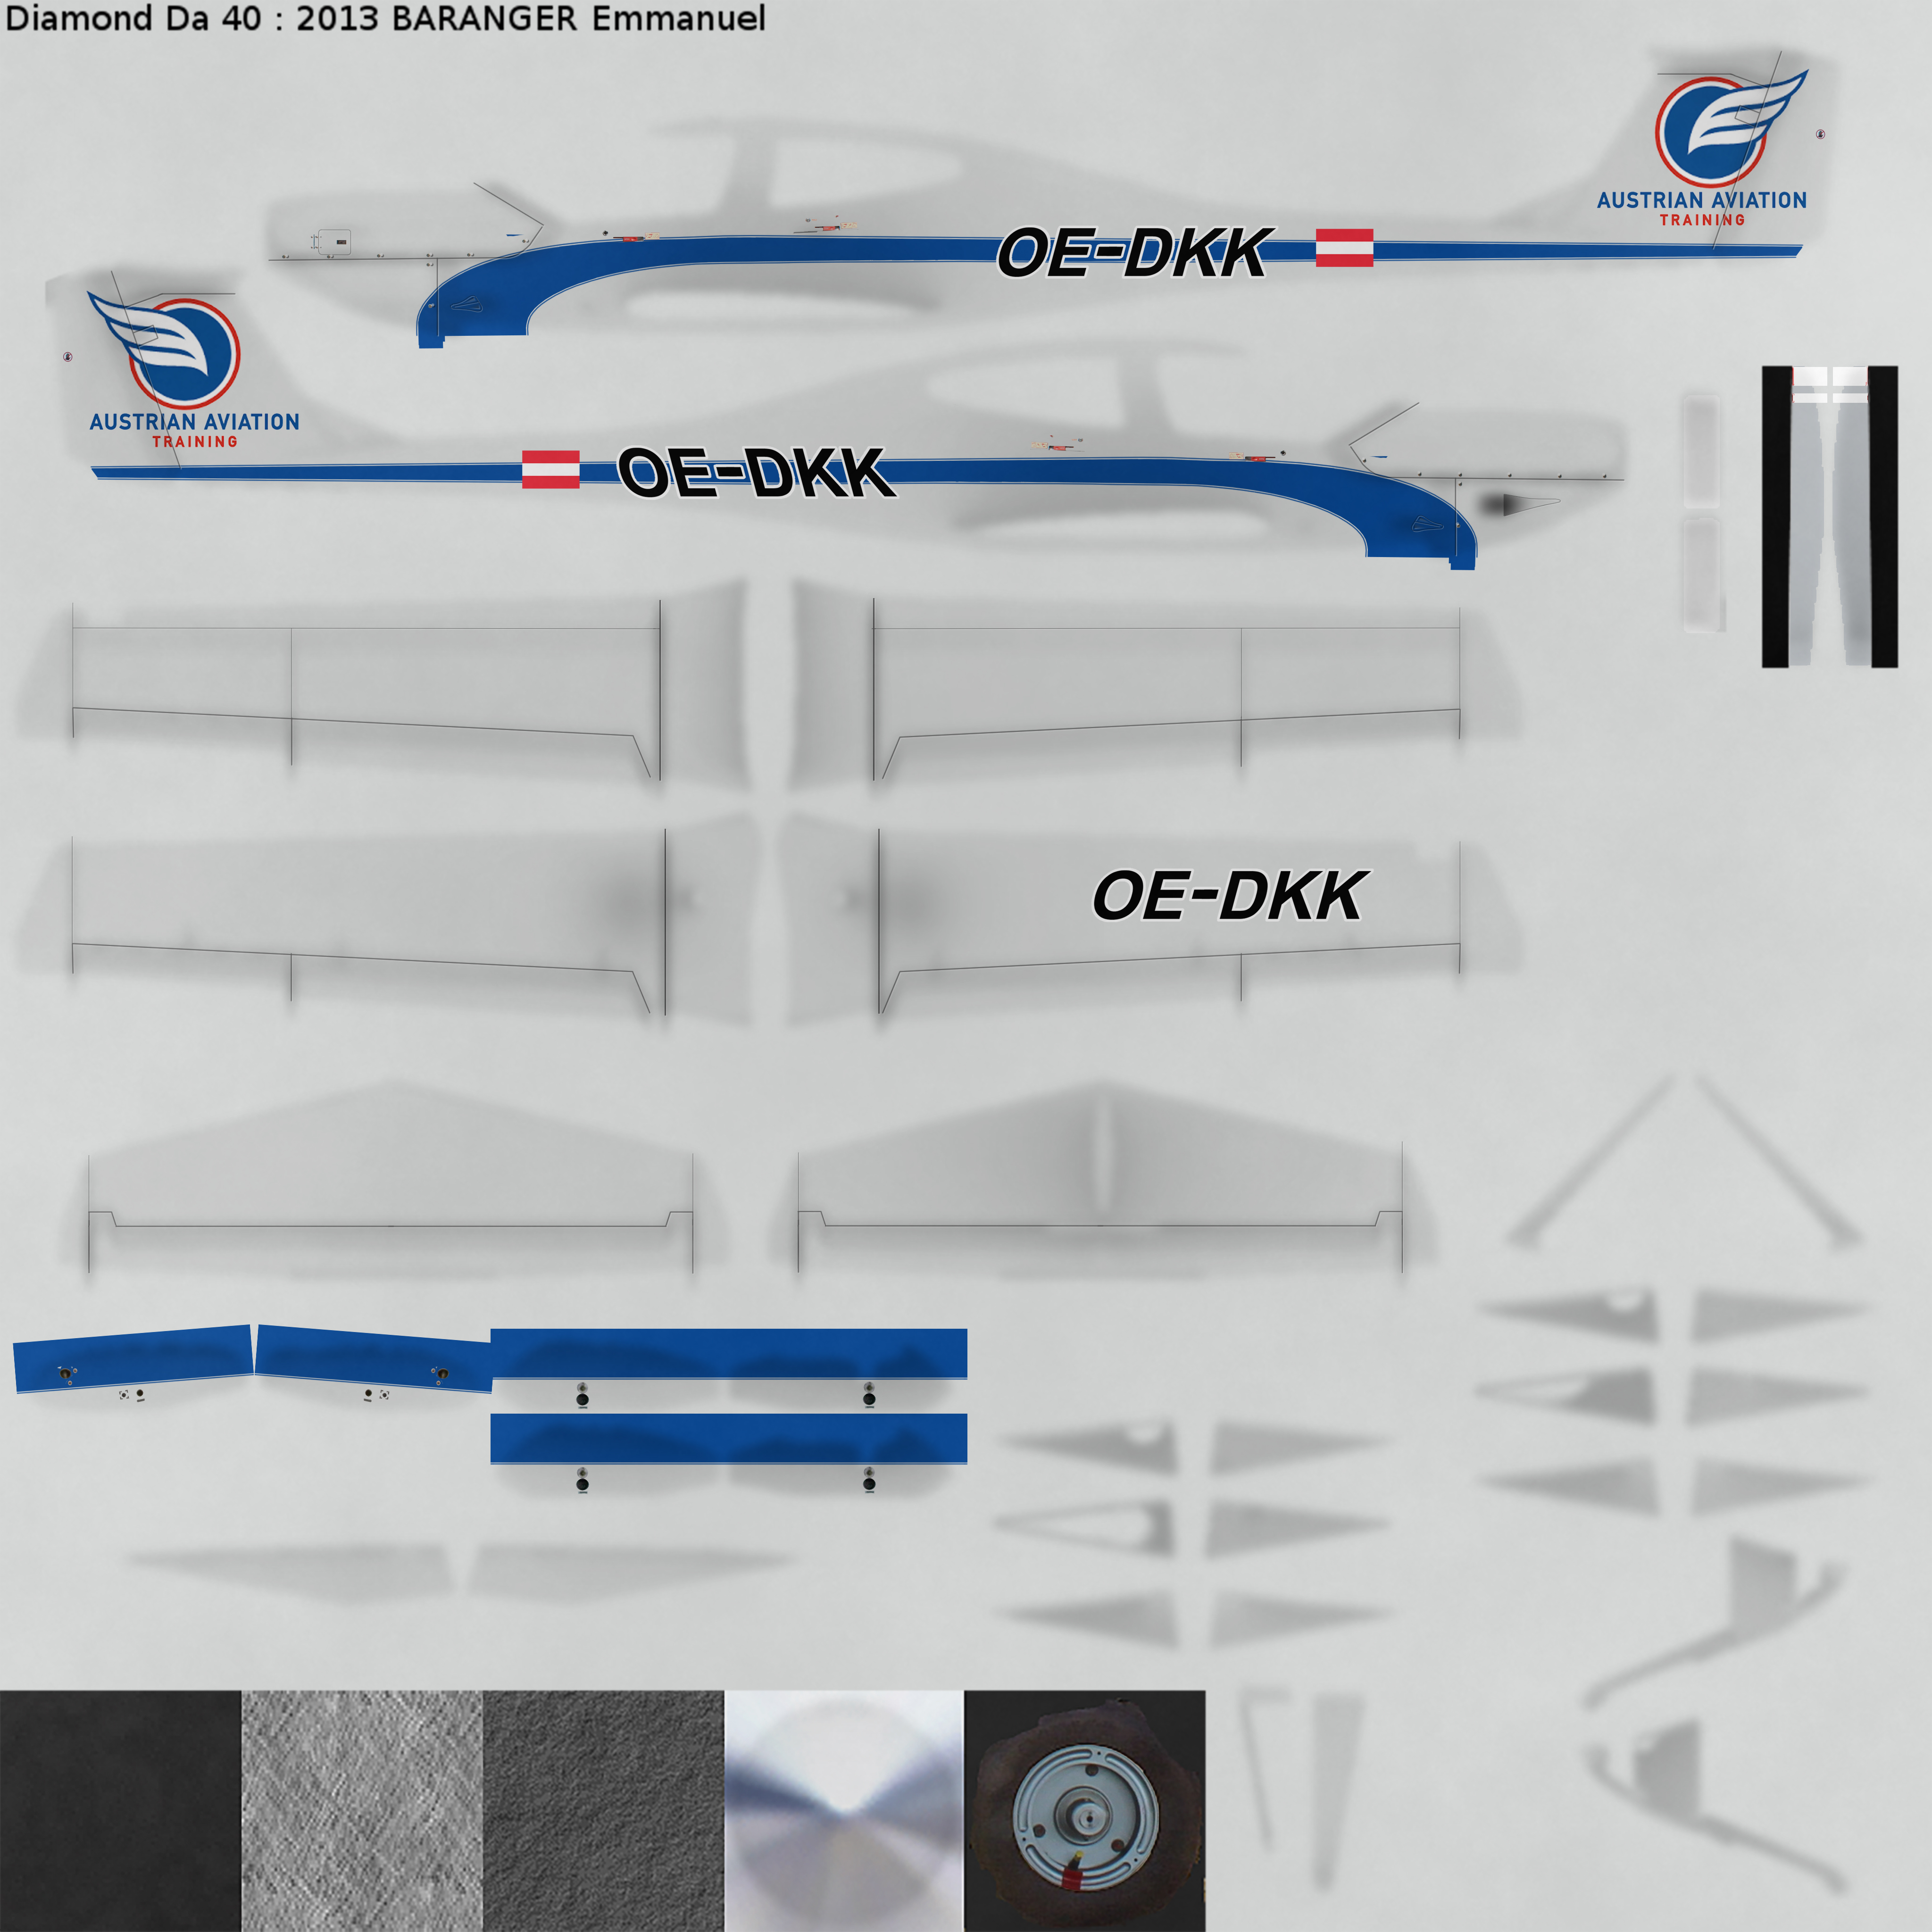 Diamond Da 40 : 2013 BARANGER Emmanuel
AUSTRIAN AVIATION
TRAINING
OE-DKK
AUSTRIAN AVIATION
TRAINING
OE-DKK
OE-DKK